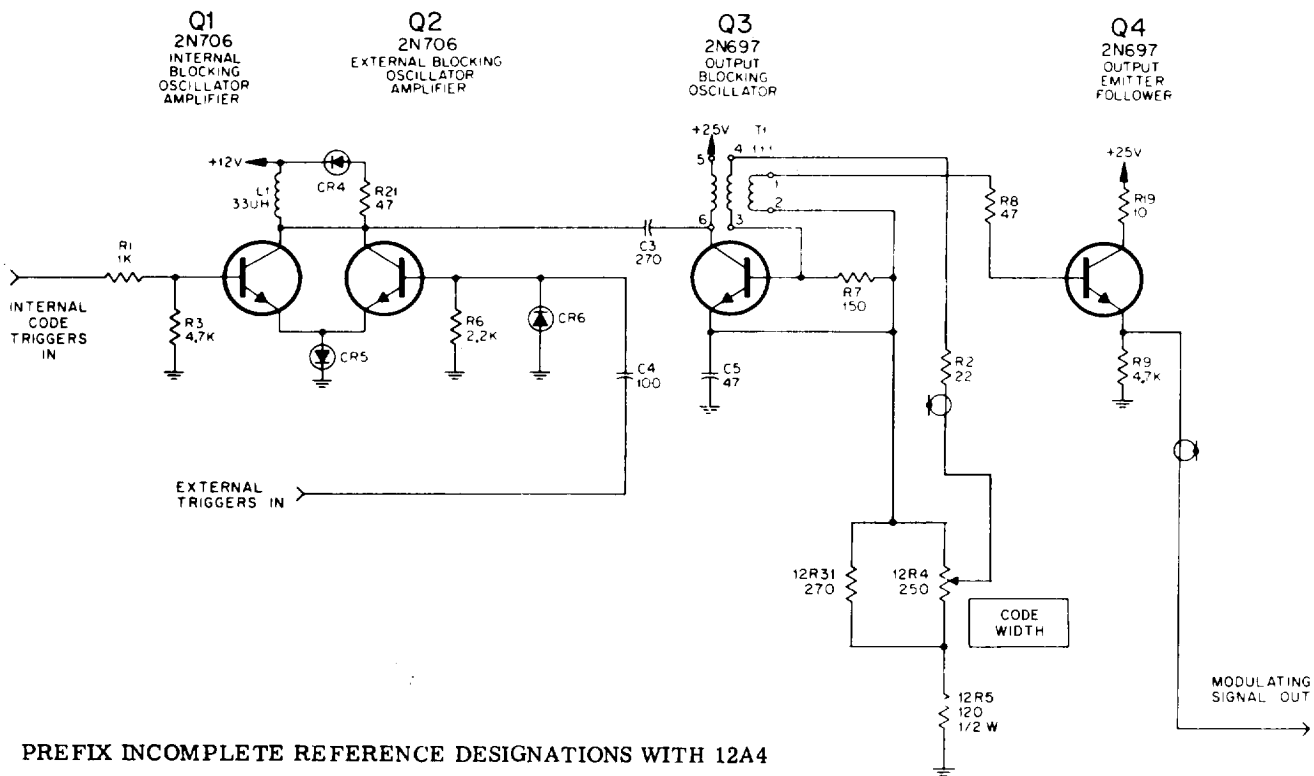 Q1
2N706
INTERNAL
BLOCKING
OSCILLATOR
AMPLIFIER
Q2
2N706
EXTERNAL BLOCKING
OSCILLATOR
AMPLIFIER
Q3
2N697
OUTPUT
BLOCKING
OSCILLATOR
Q4
2N697
OUTPUT
EMITTER
FOLLOWER
+12V
CR4
L1
33UH
R21
47
+25V
T1
5
4
1
2
6
3
C3
270
R8
47
+25V
R19
10
R1
1K
INTERNAL
CODE
TRIGGERS
IN
R3
4.7K
CR5
R6
2.2K
CR6
C4
100
R7
150
C5
47
R2
22
R9
4.7K
EXTERNAL
TRIGGERS IN
12R31
270
12R4
250
CODE
WIDTH
12R5
120
1/2 W
MODULATING
SIGNAL OUT
PREFIX INCOMPLETE REFERENCE DESIGNATIONS WITH 12A4